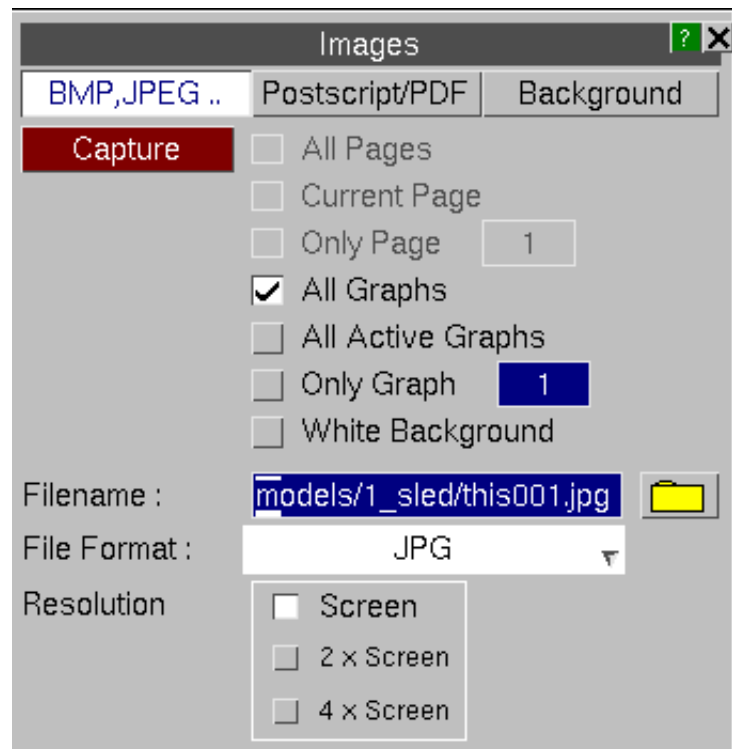 Images ?
BMP,JPEG .. Postscript/PDF Background
Capture All Pages
Current Page
Only Page 1
All Graphs
All Active Graphs
Only Graph 1
White Background
Filename : models/1_sled/this001.jpg
File Format : JPG
Resolution Screen
2 x Screen
4 x Screen